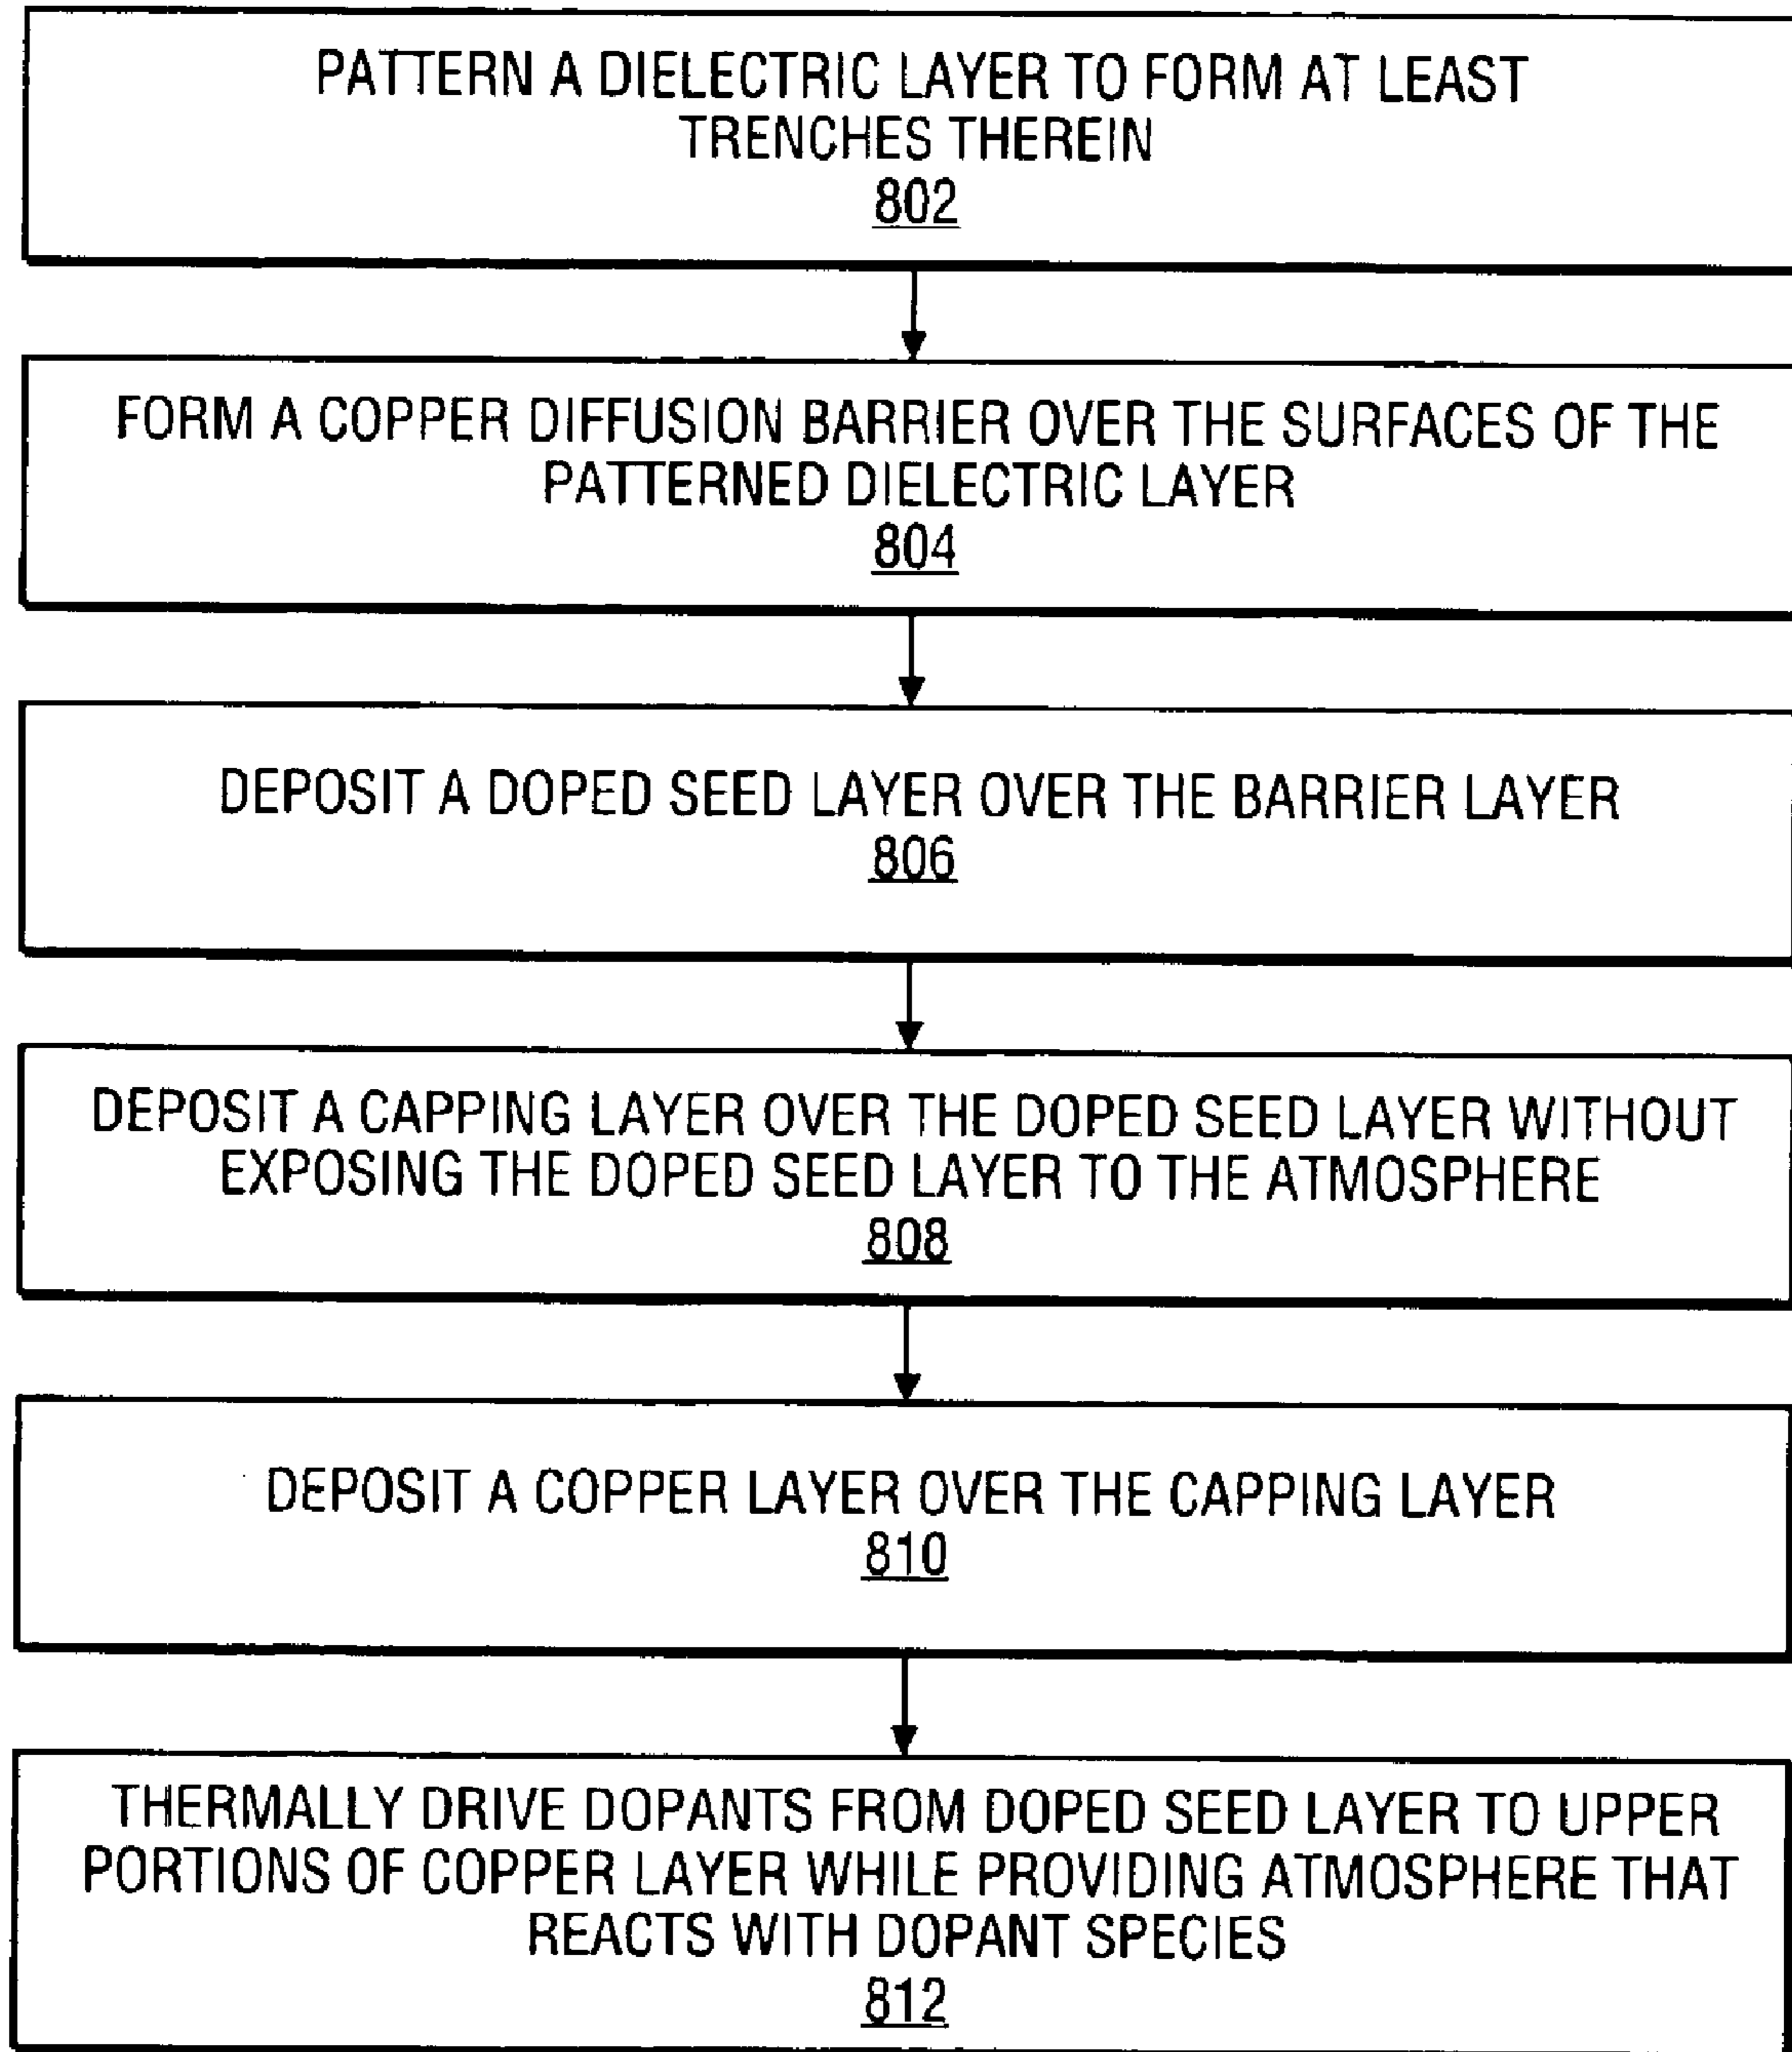 PATTERN A DIELECTRIC LAYER TO FORM AT LEAST
TRENCHES THEREIN
802
FORM A COPPER DIFFUSION BARRIER OVER THE SURFACES OF THE
PATTERNED DIELECTRIC LAYER
804
DEPOSIT A DOPED SEED LAYER OVER THE BARRIER LAYER
806
DEPOSIT A CAPPING LAYER OVER THE DOPED SEED LAYER WITHOUT
EXPOSING THE DOPED SEED LAYER TO THE ATMOSPHERE
808
DEPOSIT A COPPER LAYER OVER THE CAPPING LAYER
810
THERMALLY DRIVE DOPANTS FROM DOPED SEED LAYER TO UPPER
PORTIONS OF COPPER LAYER WHILE PROVIDING ATMOSPHERE THAT
REACTS WITH DOPANT SPECIES
812